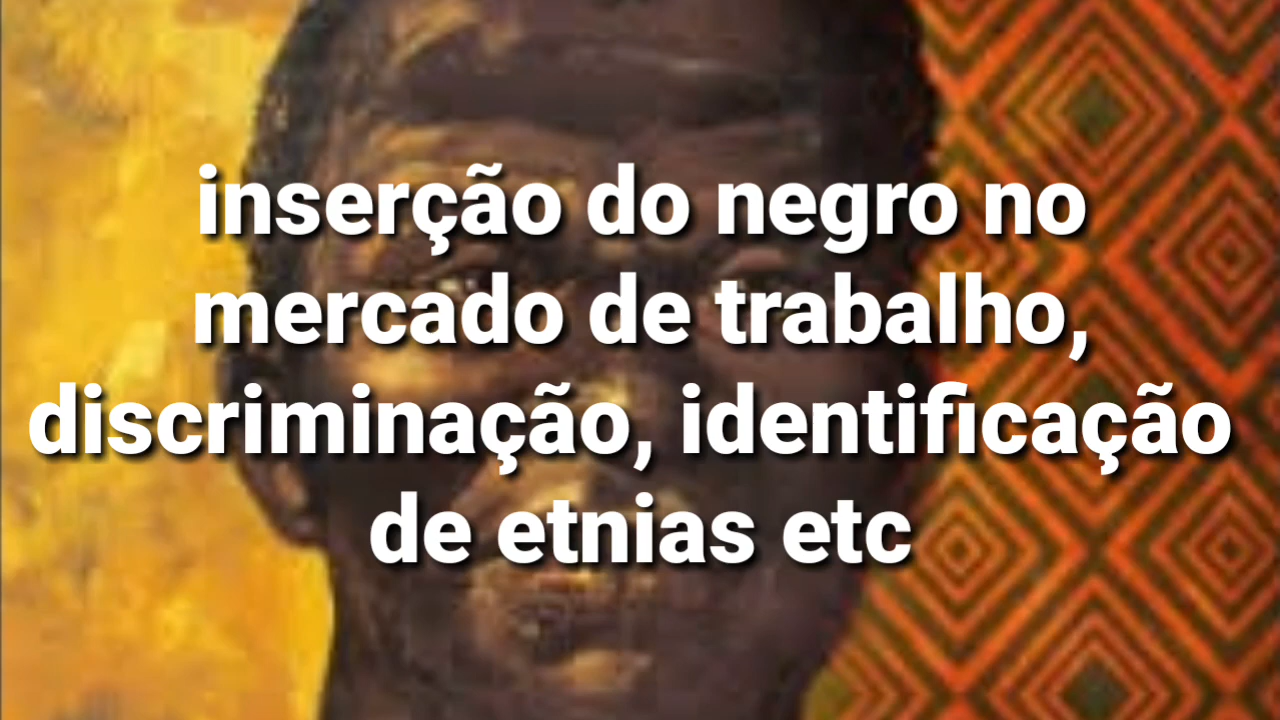 inserção do negro no
mercado de trabalho,
discriminação, identificação
de etnias etc